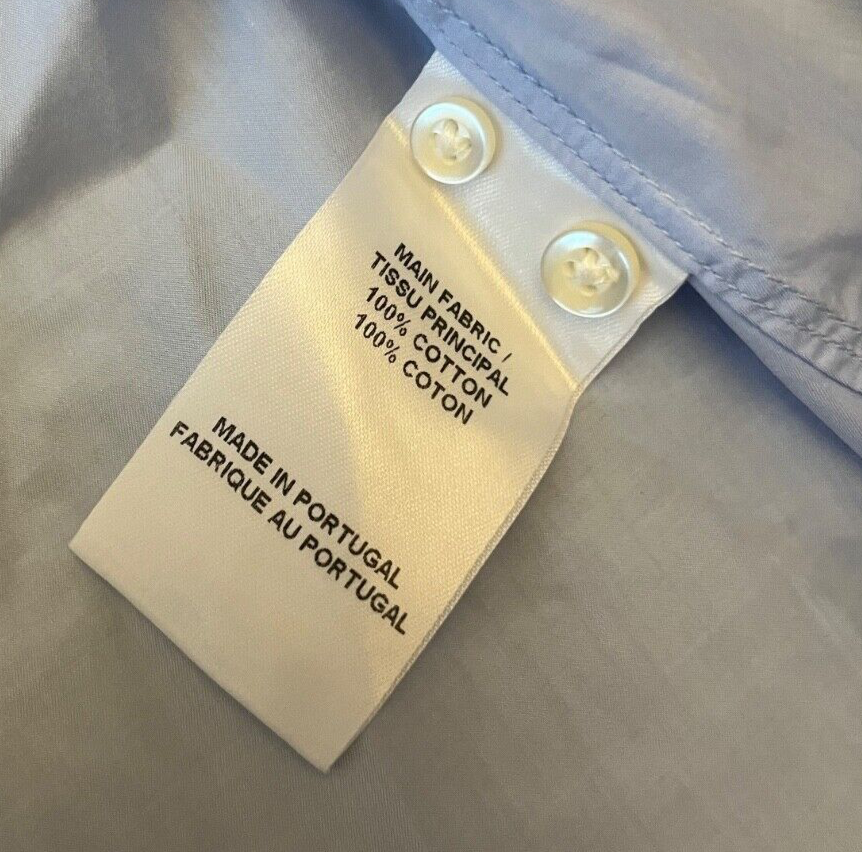 MAIN FABRIC /
TISSU PRINCIPAL
100% COTTON
100% COTON
MADE IN PORTUGAL
FABRIQUE AU PORTUGAL